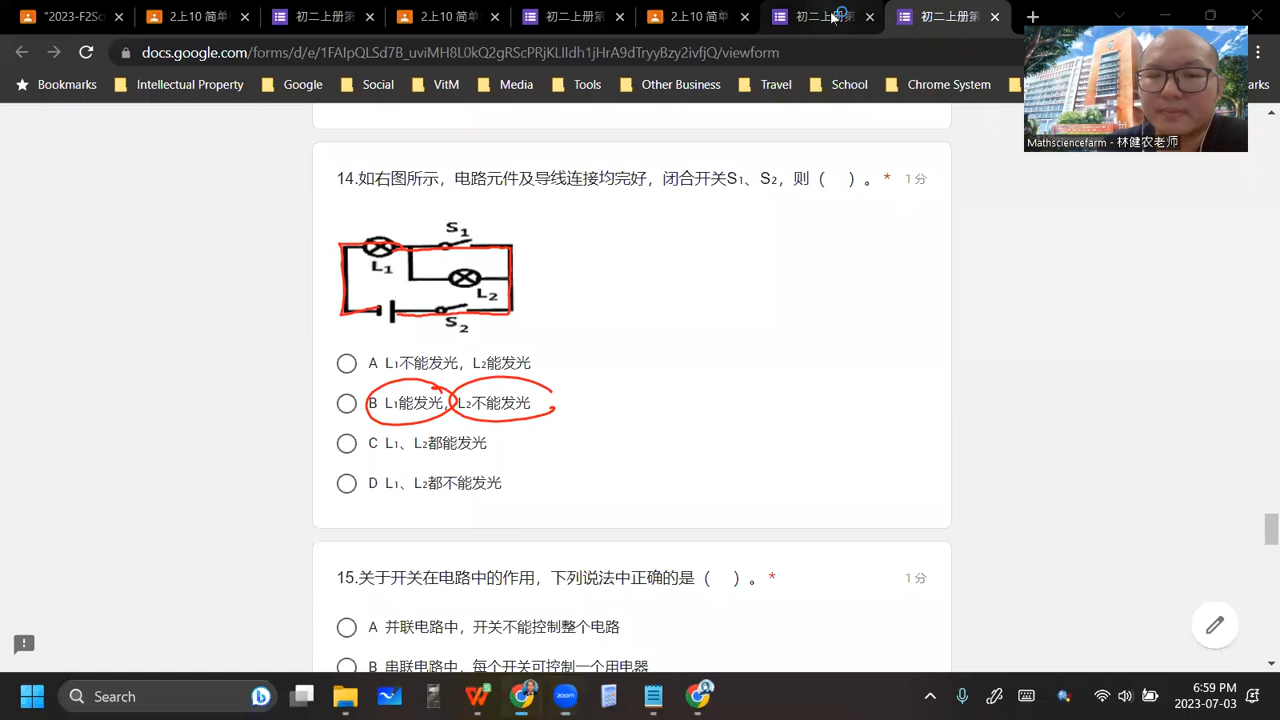 "2023-F2Sc
2上10 简单
初二上册第
2上10 简单
初二上册第
2上10 简单
初二上
初二上册第
docs.google.com/forms/d/e/
viewform
Bookmarks
Intellectual Property
Google
Tools
Other Business
Travel
School
Chrome System
Mathsciencefarm - 林健农老师
14.如右图所示，电路元件及导线连接均完好，闭合开关S₁、S₂，则（ ）。 * 1 分
S₁
L₁
L₂
S₂
A L₁不能发光，L₂能发光
B L₁能发光，L₂不能发光
C L₁、L₂都能发光
D L₁、L₂都不能发光
15.关于开关在电路中的作用，下列说法中正确的是（ ）。 * 1 分
A 并联电路中，开关不能控制整个电路
B 串联电路中，每个开关可控制一个用电器
Search
zoom
6:59 PM
2023-07-03